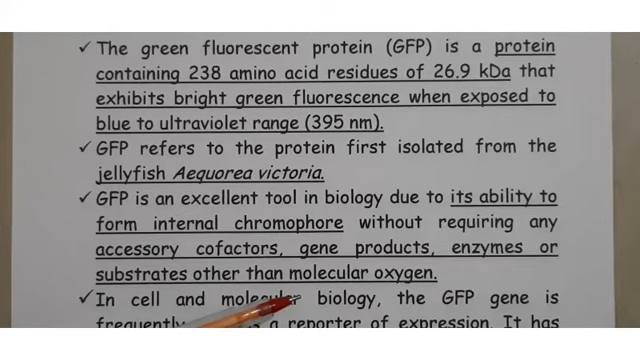 ✓ The green fluorescent protein (GFP) is a protein
containing 238 amino acid residues of 26.9 kDa that
exhibits bright green fluorescence when exposed to
blue to ultraviolet range (395 nm).
✓ GFP refers to the protein first isolated from the
jellyfish Aequorea victoria.
✓ GFP is an excellent tool in biology due to its ability to
form internal chromophore without requiring any
accessory cofactors, gene products, enzymes or
substrates other than molecular oxygen.
✓ In cell and molecular biology, the GFP gene is
frequently a reporter of expression. It has